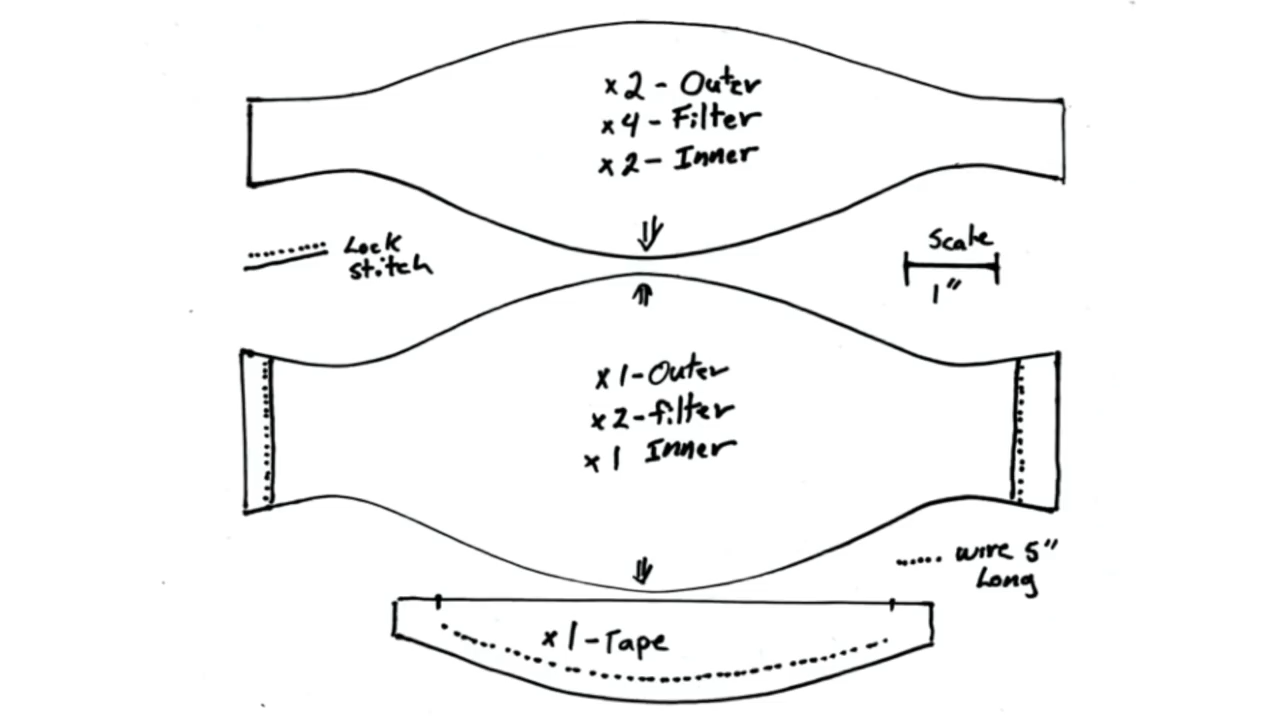 x2 - Outer
x4 - Filter
x2 - Inner
Lock
stitch
Scale
1"
x1 - Outer
x2 - filter
x1 Inner
wire 5"
Long
x1 - Tape